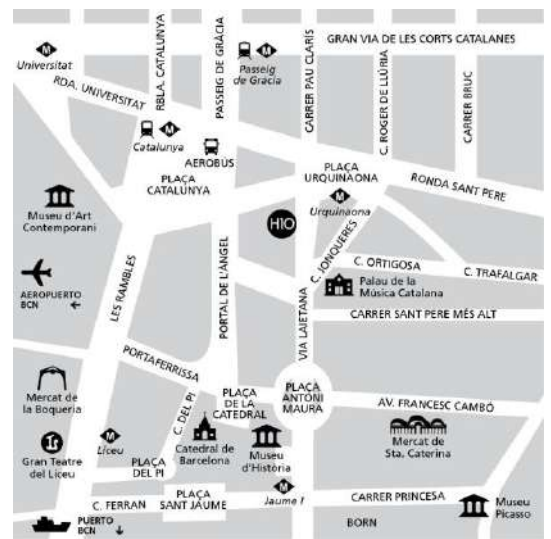 GRAN VIA DE LES CORTS CATALANES
M
Universitat
RDA. UNIVERSITAT
RBLA. CATALUNYA
PASSEIG DE GRÀCIA
M
Passeig
de Gràcia
CARRER PAU CLARIS
C. ROGER DE LLÚRIA
CARRER BRUC
M
Catalunya
AEROBÚS
PLAÇA
CATALUNYA
PLAÇA
URQUINAONA
M
Urquinaona
RONDA SANT PERE
Museu d'Art
Contemporani
H10
C. JONQUERES
C. ORTIGOSA
C. TRAFALGAR
AEROPUERTO
BCN ←
LES RAMBLES
PORTAL DE L'ÀNGEL
VIA LAIETANA
Palau de la
Música Catalana
CARRER SANT PERE MÉS ALT
PORTAFERRISSA
Mercat de
la Boqueria
C. DEL PI
PLAÇA
DE LA
CATEDRAL
PLAÇA
ANTONI
MAURA
AV. FRANCESC CAMBÓ
Gran Teatre
del Liceu
M
Liceu
PLAÇA
DEL PI
Catedral de
Barcelona
Museu
d'Història
Mercat de
Sta. Caterina
C. FERRAN
PLAÇA
SANT JAUME
M
Jaume I
CARRER PRINCESA
Museu
Picasso
PUERTO
BCN ↓
BORN